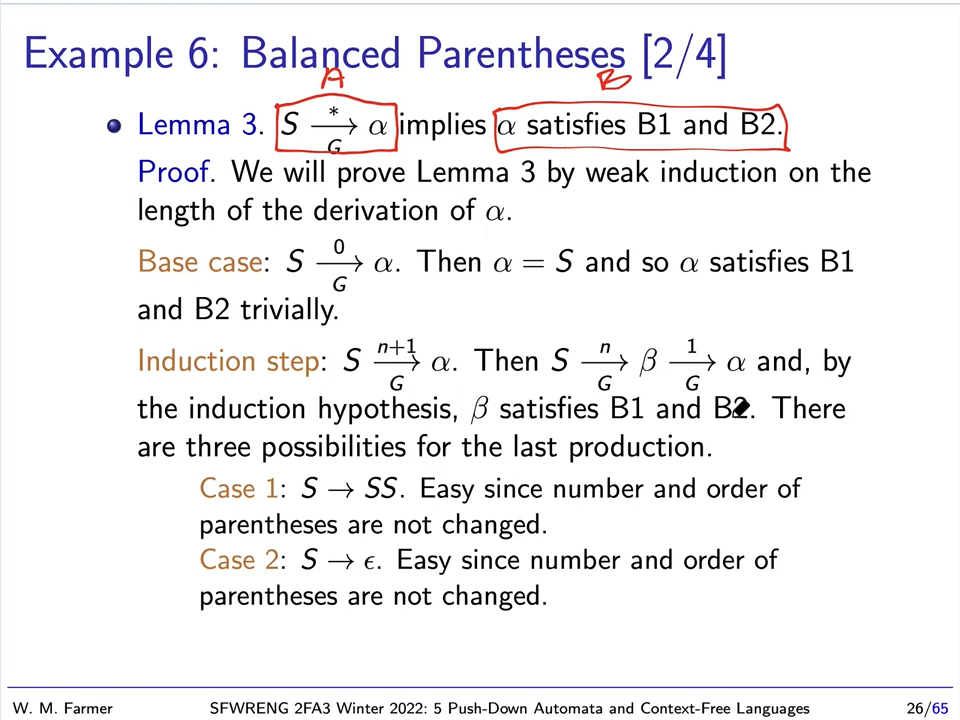 Example 6: Balanced Parentheses [2/4]
A B
Lemma 3. S *⟶G α implies α satisfies B1 and B2.
Proof. We will prove Lemma 3 by weak induction on the
length of the derivation of α.
Base case: S 0⟶G α. Then α = S and so α satisfies B1
and B2 trivially.
Induction step: S n+1⟶G α. Then S n⟶G β 1⟶G α and, by
the induction hypothesis, β satisfies B1 and B2. There
are three possibilities for the last production.
Case 1: S → SS. Easy since number and order of
parentheses are not changed.
Case 2: S → ϵ. Easy since number and order of
parentheses are not changed.
W. M. Farmer SFWRENG 2FA3 Winter 2022: 5 Push-Down Automata and Context-Free Languages 26/65